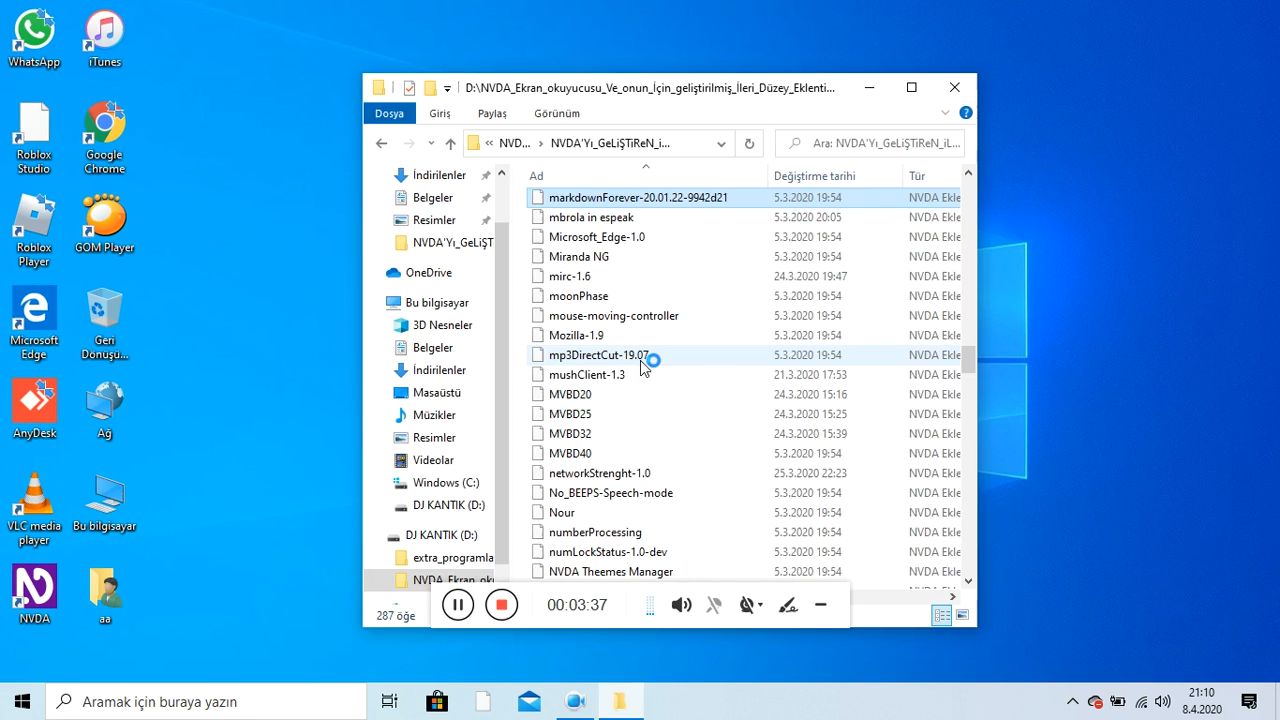 WhatsApp
iTunes
Roblox
Studio
Google
Chrome
Roblox
Player
GOM Player
Microsoft
Edge
Geri
Dönüşü...
AnyDesk
Ağ
VLC media
player
Bu bilgisayar
NVDA
aa
D:\NVDA_Ekran_okuyucusu_Ve_onun_İçin_geliştirilmiş_İleri_Düzey_Eklenti...
Dosya
Giriş
Paylaş
Görünüm
« NVD... › NVDA'Yı_GeLiŞTiReN_i...
Ara: NVDA'Yı_GeLiŞTiReN_iL...
İndirilenler
Belgeler
Resimler
NVDA'Yı_GeLiŞT
OneDrive
Bu bilgisayar
3D Nesneler
Belgeler
İndirilenler
Masaüstü
Müzikler
Resimler
Videolar
Windows (C:)
DJ KANTIK (D:)
DJ KANTIK (D:)
extra_programla
NVDA_Ekran_ok
Ad Değiştirme tarihi Tür
markdownForever-20.01.22-9942d21 5.3.2020 19:54 NVDA Ekle
mbrola in espeak 5.3.2020 20:05 NVDA Ekle
Microsoft_Edge-1.0 5.3.2020 19:54 NVDA Ekle
Miranda NG 5.3.2020 19:54 NVDA Ekle
mirc-1.6 24.3.2020 19:47 NVDA Ekle
moonPhase 5.3.2020 19:54 NVDA Ekle
mouse-moving-controller 5.3.2020 19:54 NVDA Ekle
Mozilla-1.9 5.3.2020 19:54 NVDA Ekle
mp3DirectCut-19.07 5.3.2020 19:54 NVDA Ekle
mushClient-1.3 21.3.2020 17:53 NVDA Ekle
MVBD20 24.3.2020 15:16 NVDA Ekle
MVBD25 24.3.2020 15:25 NVDA Ekle
MVBD32 24.3.2020 15:39 NVDA Ekle
MVBD40 5.3.2020 19:54 NVDA Ekle
networkStrenght-1.0 25.3.2020 22:23 NVDA Ekle
No_BEEPS-Speech-mode 5.3.2020 19:54 NVDA Ekle
Nour 5.3.2020 19:54 NVDA Ekle
numberProcessing 5.3.2020 19:54 NVDA Ekle
numLockStatus-1.0-dev 5.3.2020 19:54 NVDA Ekle
NVDA Theemes Manager 5.3.2020 19:54 NVDA Ekle
287 öğe
00:03:37
Aramak için buraya yazın
21:10
8.4.2020